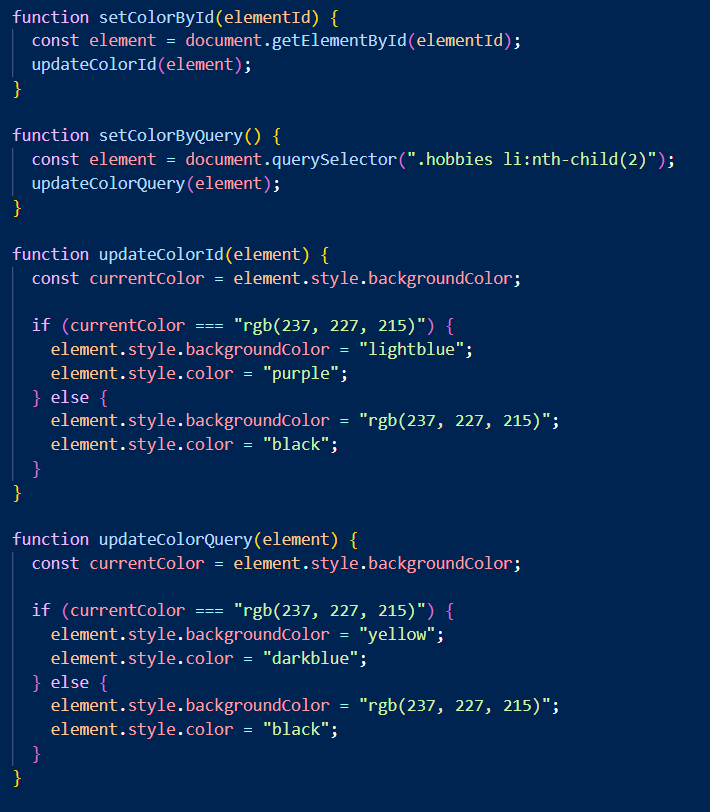 function setColorById(elementId) {
  const element = document.getElementById(elementId);
  updateColorId(element);
}

function setColorByQuery() {
  const element = document.querySelector(".hobbies li:nth-child(2)");
  updateColorQuery(element);
}

function updateColorId(element) {
  const currentColor = element.style.backgroundColor;

  if (currentColor === "rgb(237, 227, 215)") {
    element.style.backgroundColor = "lightblue";
    element.style.color = "purple";
  } else {
    element.style.backgroundColor = "rgb(237, 227, 215)";
    element.style.color = "black";
  }
}

function updateColorQuery(element) {
  const currentColor = element.style.backgroundColor;

  if (currentColor === "rgb(237, 227, 215)") {
    element.style.backgroundColor = "yellow";
    element.style.color = "darkblue";
  } else {
    element.style.backgroundColor = "rgb(237, 227, 215)";
    element.style.color = "black";
  }
}